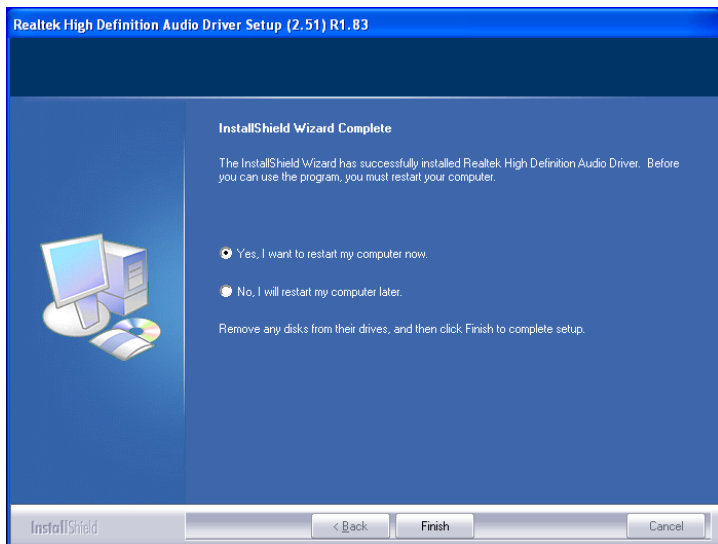 Realtek High Definition Audio Driver Setup (2.51) R1.83
InstallShield Wizard Complete
The InstallShield Wizard has successfully installed Realtek High Definition Audio Driver. Before
you can use the program, you must restart your computer.
Yes, I want to restart my computer now.
No, I will restart my computer later.
Remove any disks from their drives, and then click Finish to complete setup.
InstallShield
< Back
Finish
Cancel